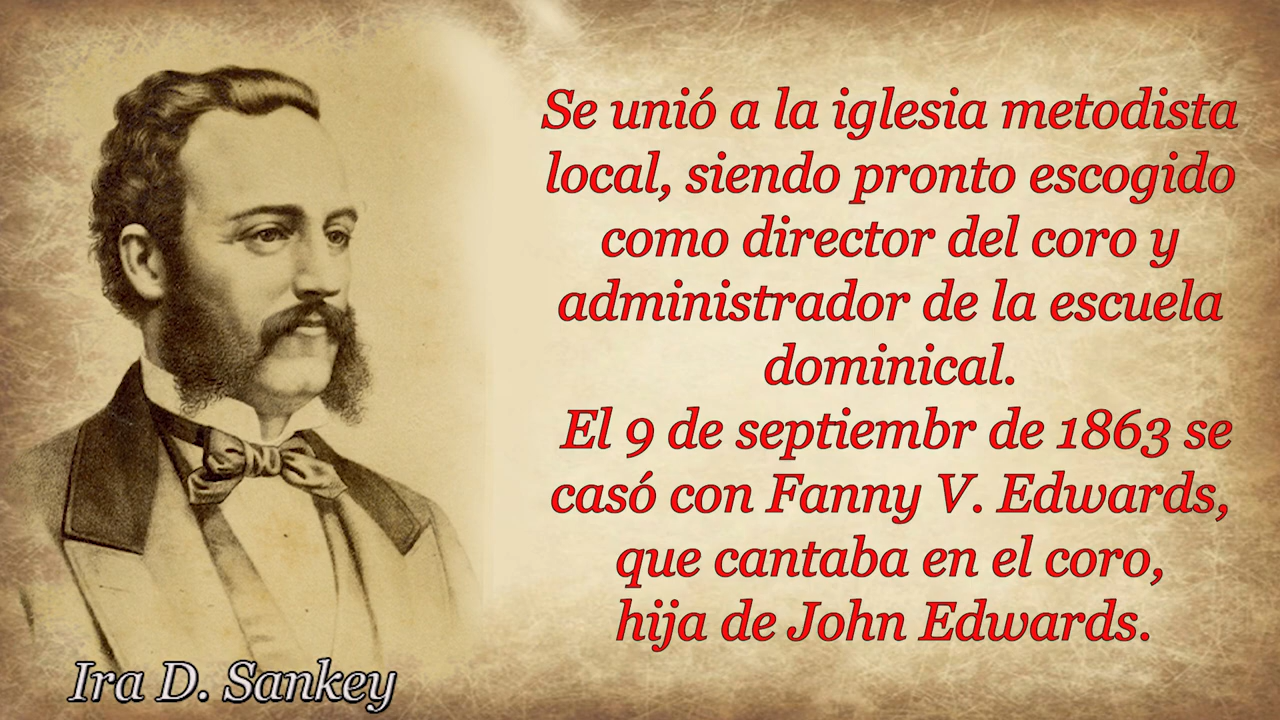 Se unió a la iglesia metodista
local, siendo pronto escogido
como director del coro y
administrador de la escuela
dominical.
El 9 de septiembr de 1863 se
casó con Fanny V. Edwards,
que cantaba en el coro,
hija de John Edwards.
Ira D. Sankey